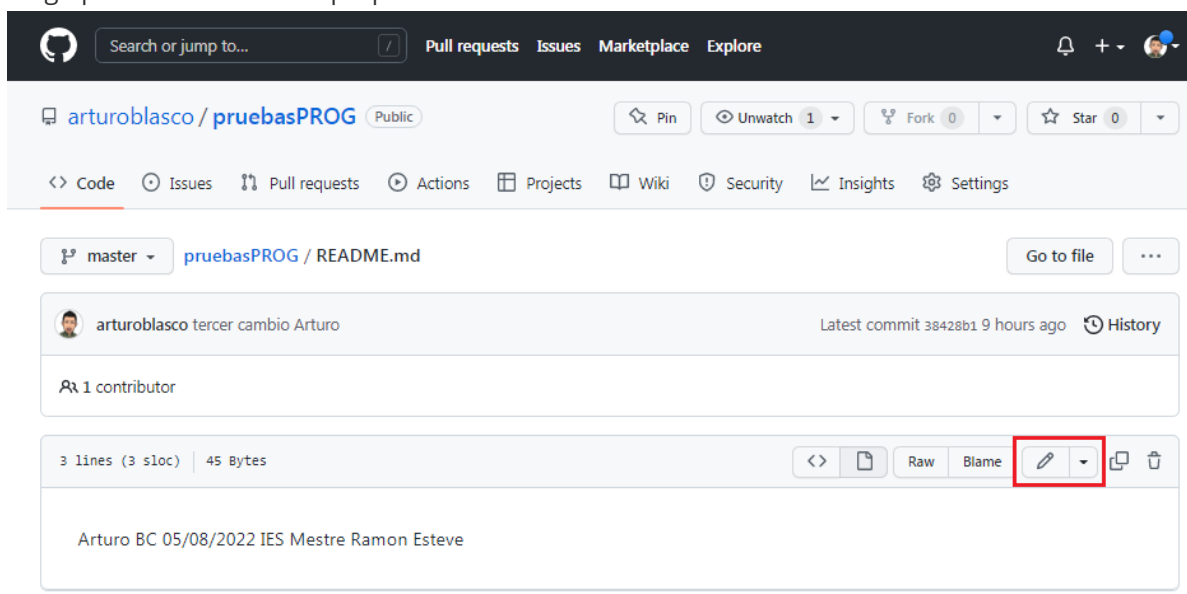 Search or jump to... / Pull requests Issues Marketplace Explore
arturoblasco / pruebasPROG Public Pin Unwatch 1 Fork 0 Star 0
<> Code Issues Pull requests Actions Projects Wiki Security Insights Settings
master pruebasPROG / README.md Go to file ...
arturoblasco tercer cambio Arturo Latest commit 38428b1 9 hours ago History
1 contributor
3 lines (3 sloc) 45 Bytes <> Raw Blame
Arturo BC 05/08/2022 IES Mestre Ramon Esteve